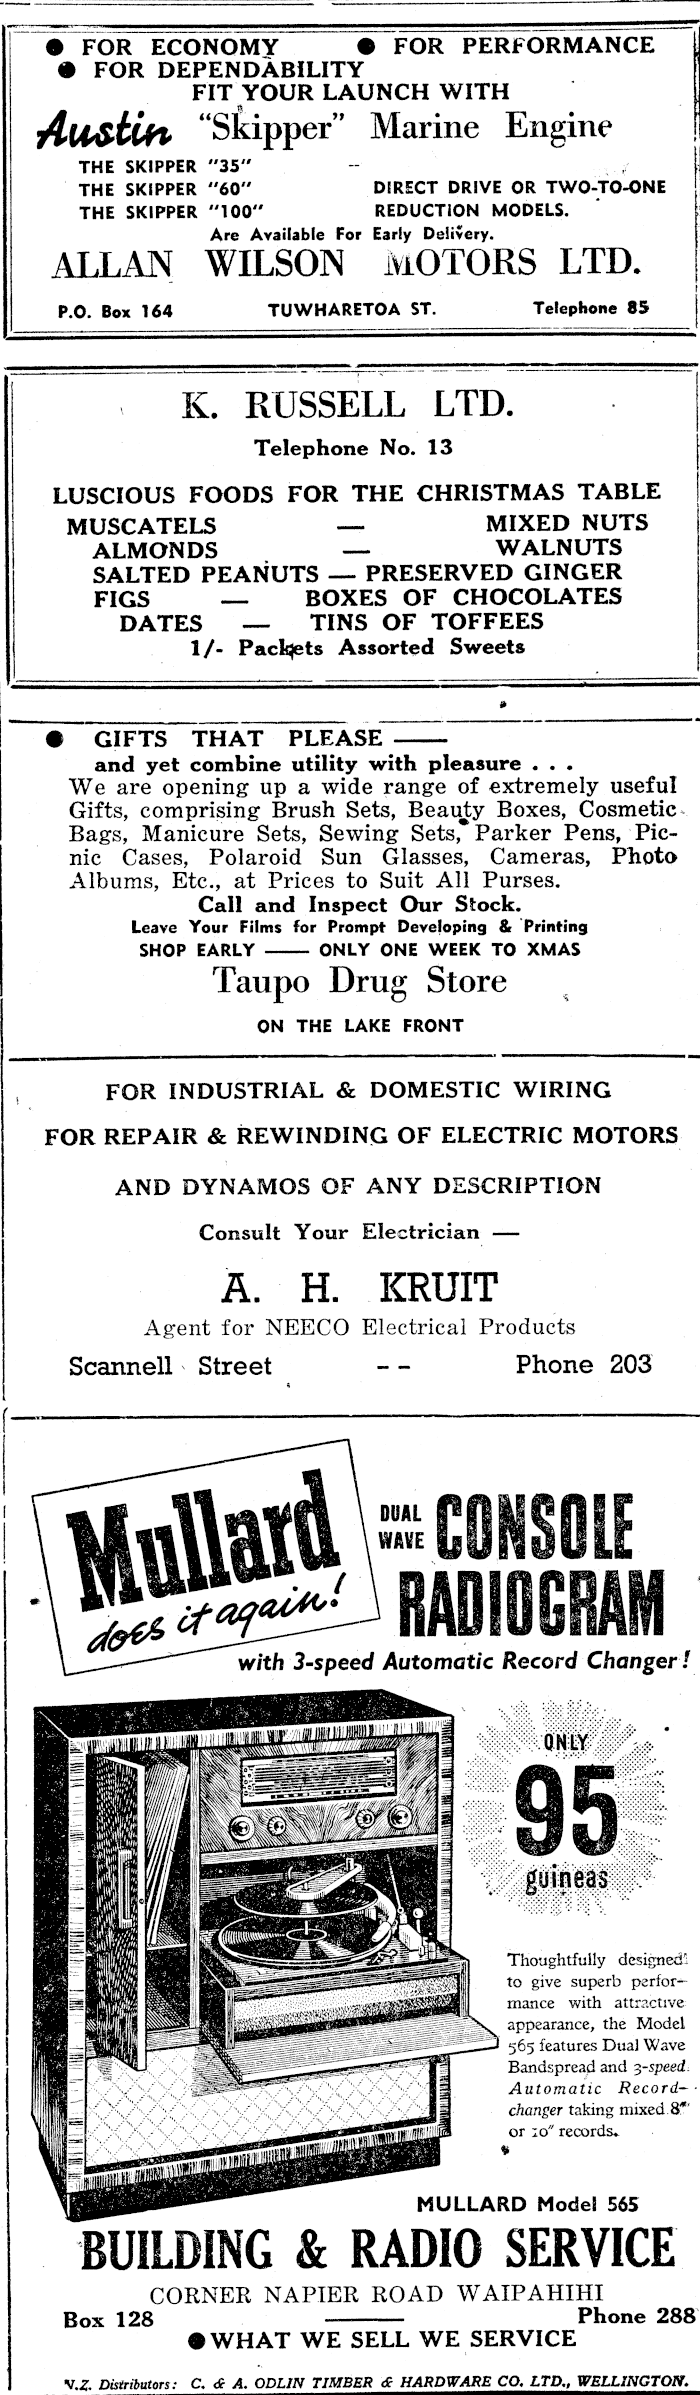 ● FOR ECONOMY ● FOR PERFORMANCE
● FOR DEPENDABILITY
FIT YOUR LAUNCH WITH
Austin "Skipper" Marine Engine
THE SKIPPER "35"
THE SKIPPER "60" DIRECT DRIVE OR TWO-TO-ONE
THE SKIPPER "100" REDUCTION MODELS.
Are Available For Early Delivery.
ALLAN WILSON MOTORS LTD.
P.O. Box 164 TUWHARETOA ST. Telephone 85
K. RUSSELL LTD.
Telephone No. 13
LUSCIOUS FOODS FOR THE CHRISTMAS TABLE
MUSCATELS — MIXED NUTS
ALMONDS — WALNUTS
SALTED PEANUTS — PRESERVED GINGER
FIGS — BOXES OF CHOCOLATES
DATES — TINS OF TOFFEES
1/- Packets Assorted Sweets
● GIFTS THAT PLEASE ——
and yet combine utility with pleasure . . .
We are opening up a wide range of extremely useful
Gifts, comprising Brush Sets, Beauty Boxes, Cosmetic
Bags, Manicure Sets, Sewing Sets, Parker Pens, Pic-
nic Cases, Polaroid Sun Glasses, Cameras, Photo
Albums, Etc., at Prices to Suit All Purses.
Call and Inspect Our Stock.
Leave Your Films for Prompt Developing & Printing
SHOP EARLY —— ONLY ONE WEEK TO XMAS
Taupo Drug Store
ON THE LAKE FRONT
FOR INDUSTRIAL & DOMESTIC WIRING
FOR REPAIR & REWINDING OF ELECTRIC MOTORS
AND DYNAMOS OF ANY DESCRIPTION
Consult Your Electrician —
A. H. KRUIT
Agent for NEECO Electrical Products
Scannell Street -- Phone 203
Mullard
does it again!
DUAL WAVE CONSOLE
RADIOGRAM
with 3-speed Automatic Record Changer!
ONLY
95
guineas
Thoughtfully designed
to give superb perfor-
mance with attractive
appearance, the Model
565 features Dual Wave
Bandspread and 3-speed
Automatic Record-
changer taking mixed 8"
or 10" records.
MULLARD Model 565
BUILDING & RADIO SERVICE
CORNER NAPIER ROAD WAIPAHIHI
Box 128 —— Phone 288
● WHAT WE SELL WE SERVICE
N.Z. Distributors: C. & A. ODLIN TIMBER & HARDWARE CO. LTD., WELLINGTON.